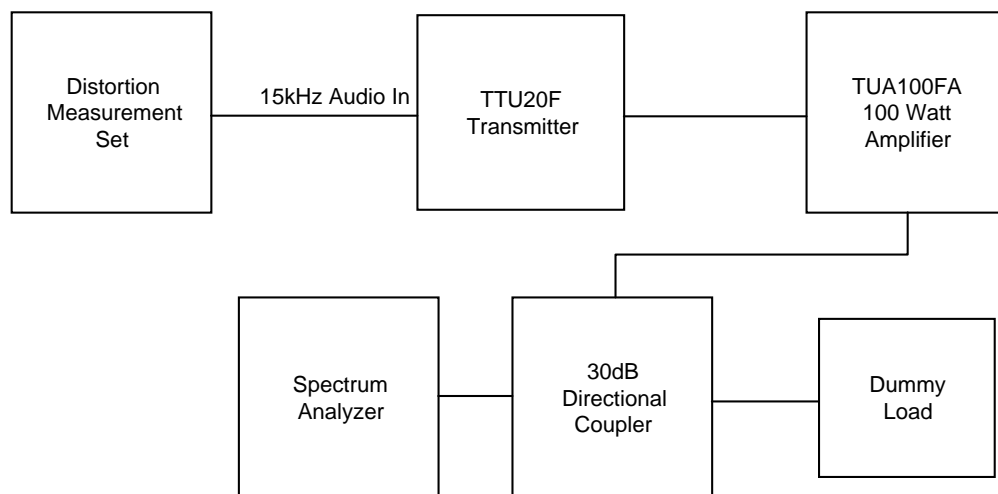 Distortion
Measurement
Set
15kHz Audio In
TTU20F
Transmitter
TUA100FA
100 Watt
Amplifier
Spectrum
Analyzer
30dB
Directional
Coupler
Dummy
Load